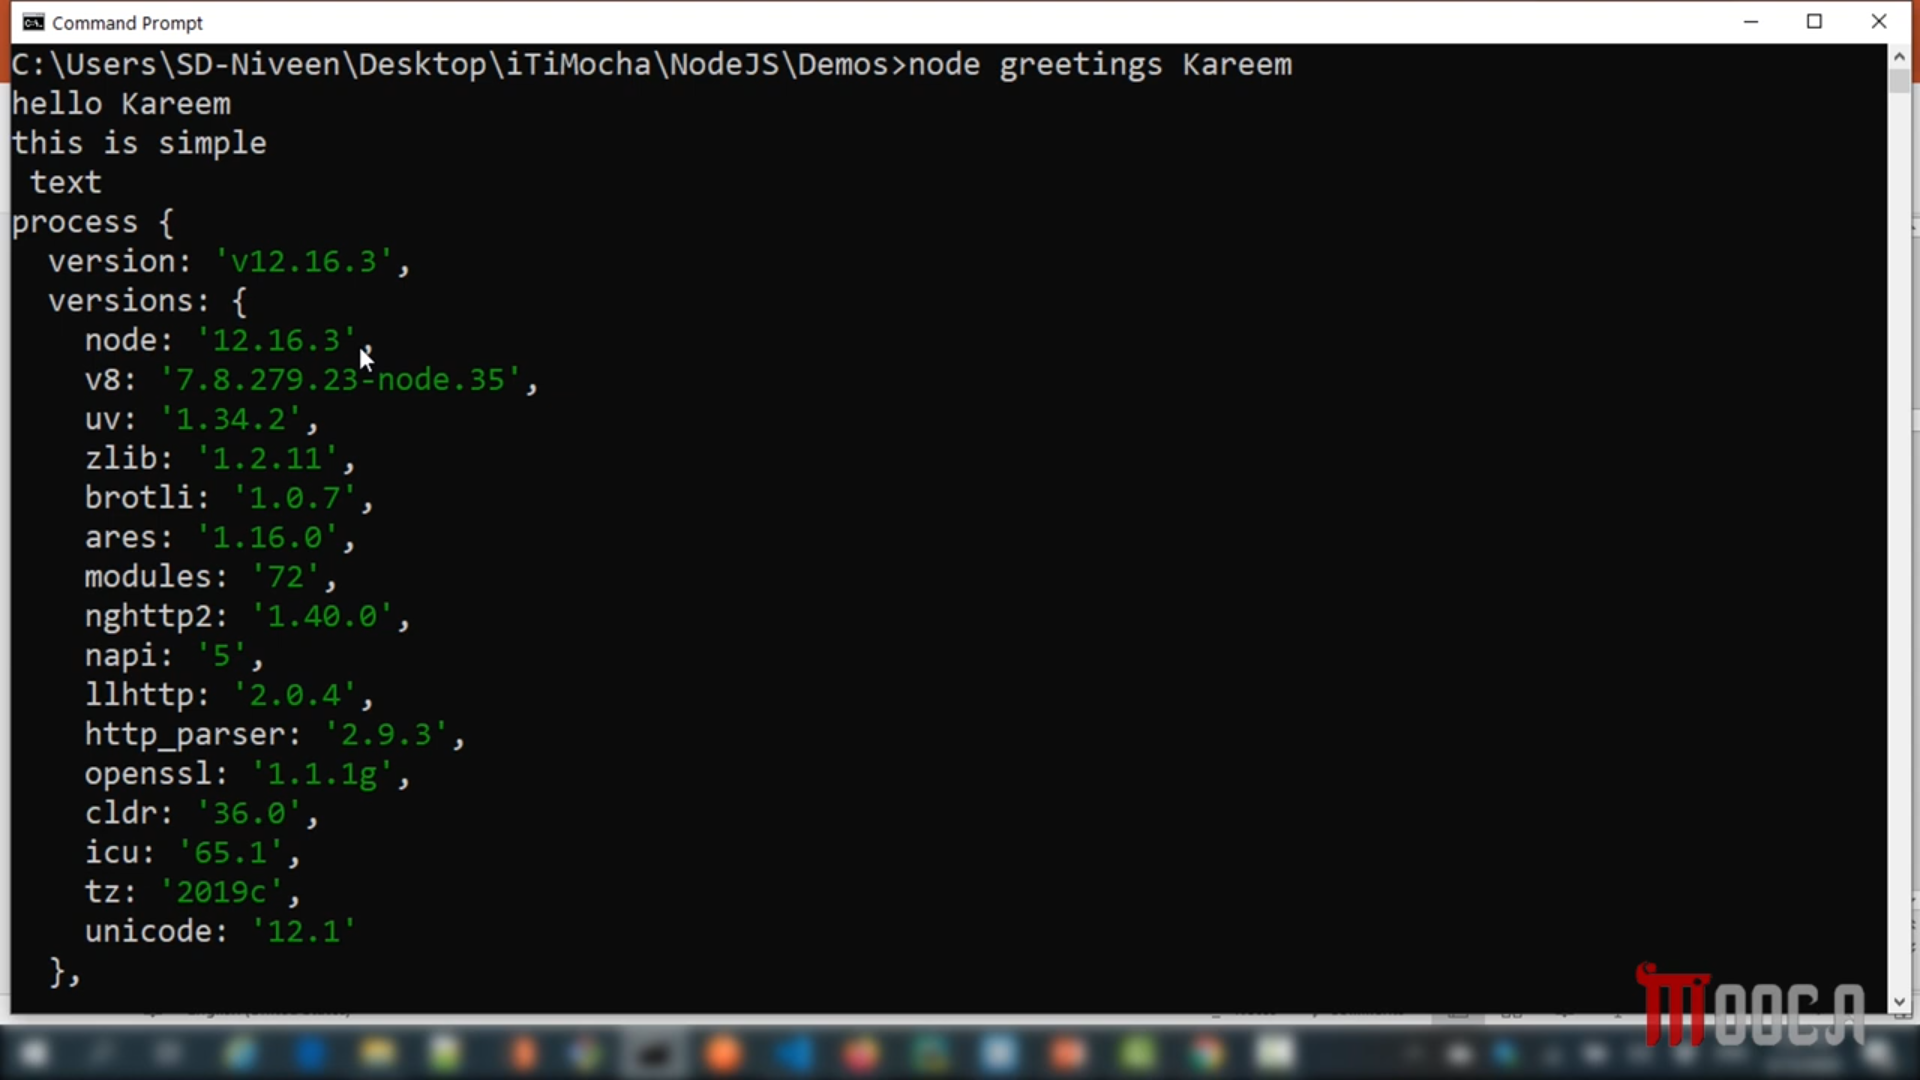 Command Prompt
C:\Users\SD-Niveen\Desktop\iTiMocha\NodeJS\Demos>node greetings Kareem
hello Kareem
this is simple
 text
process {
  version: 'v12.16.3',
  versions: {
    node: '12.16.3',
    v8: '7.8.279.23-node.35',
    uv: '1.34.2',
    zlib: '1.2.11',
    brotli: '1.0.7',
    ares: '1.16.0',
    modules: '72',
    nghttp2: '1.40.0',
    napi: '5',
    llhttp: '2.0.4',
    http_parser: '2.9.3',
    openssl: '1.1.1g',
    cldr: '36.0',
    icu: '65.1',
    tz: '2019c',
    unicode: '12.1'
  },
MOOCA